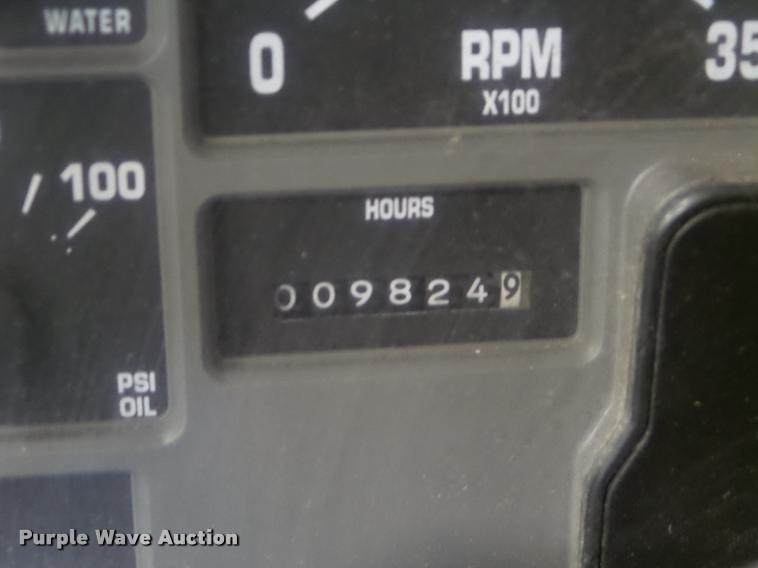 WATER
0 RPM 35
X100
100
HOURS
0098249
PSI
OIL
Purple Wave Auction